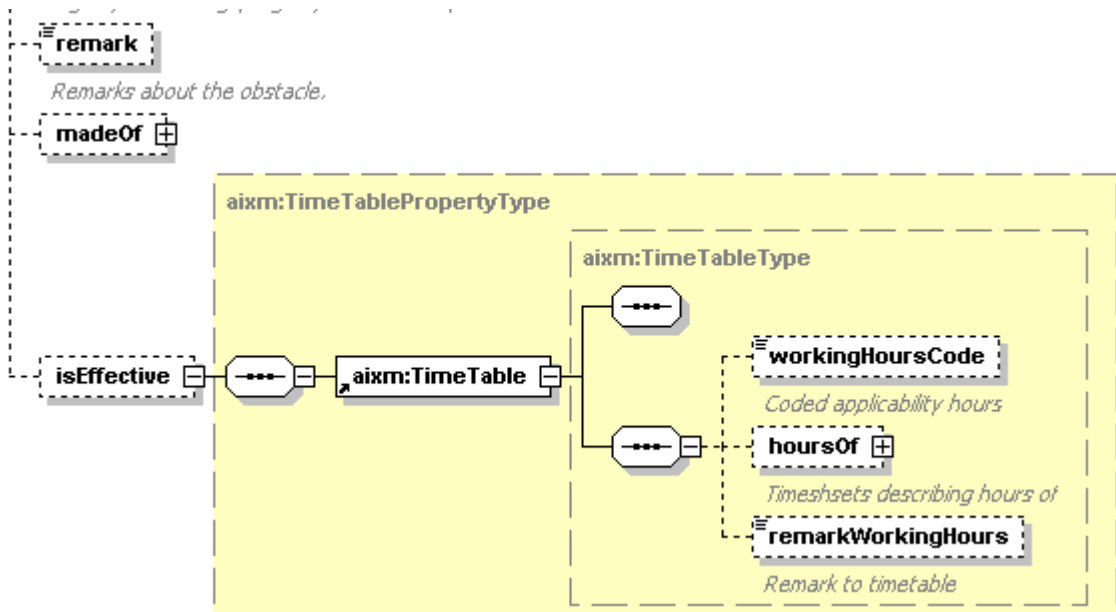 remark
Remarks about the obstacle.
madeOf
aixm:TimeTablePropertyType
aixm:TimeTableType
isEffective
aixm:TimeTable
workingHoursCode
Coded applicability hours
hoursOf
Timeshsets describing hours of
remarkWorkingHours
Remark to timetable